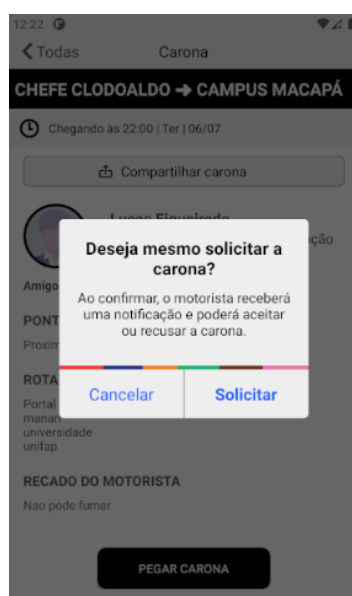 12:22
Todas Carona
CHEFE CLODOALDO → CAMPUS MACAPÁ
Chegando às 22:00 | Ter | 06/07
Compartilhar carona
Lucas Figueiredo
ção
Deseja mesmo solicitar a
carona?
Amigo
Ao confirmar, o motorista receberá
uma notificação e poderá aceitar
ou recusar a carona.
PONT
Proxim
ROTA
Cancelar Solicitar
Portal
manan
universidade
unifap
RECADO DO MOTORISTA
Nao pode fumar
PEGAR CARONA